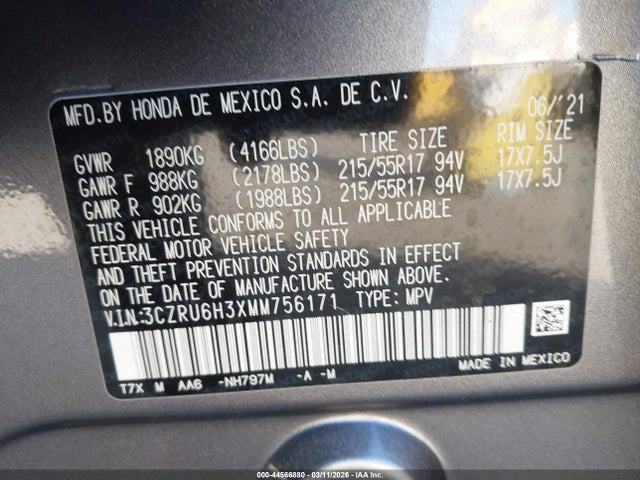 MFD.BY HONDA DE MEXICO S.A. DE C.V. 06/'21
GVWR 1890KG (4166LBS) TIRE SIZE RIM SIZE
GAWR F 988KG (2178LBS) 215/55R17 94V 17X7.5J
GAWR R 902KG (1988LBS) 215/55R17 94V 17X7.5J
THIS VEHICLE CONFORMS TO ALL APPLICABLE
FEDERAL MOTOR VEHICLE SAFETY
AND THEFT PREVENTION STANDARDS IN EFFECT
ON THE DATE OF MANUFACTURE SHOWN ABOVE.
V.I.N.:3CZRU6H3XMM756171 TYPE: MPV
MADE IN MEXICO
T7X M AA6 -NH797M -A -M
000-44566880 - 03/11/2026 - COPYRIGHT IAA, LLC.